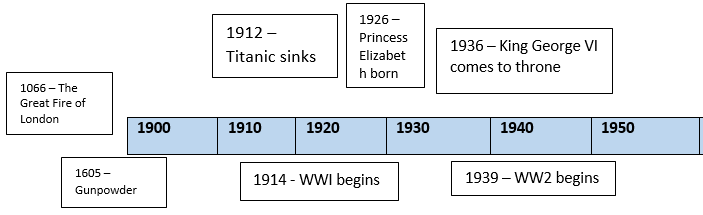 1912 –
Titanic sinks
1926 –
Princess
Elizabet
h born
1936 – King George VI
comes to throne
1066 – The
Great Fire of
London
1900 1910 1920 1930 1940 1950
1605 –
Gunpowder
1914 - WWI begins
1939 – WW2 begins